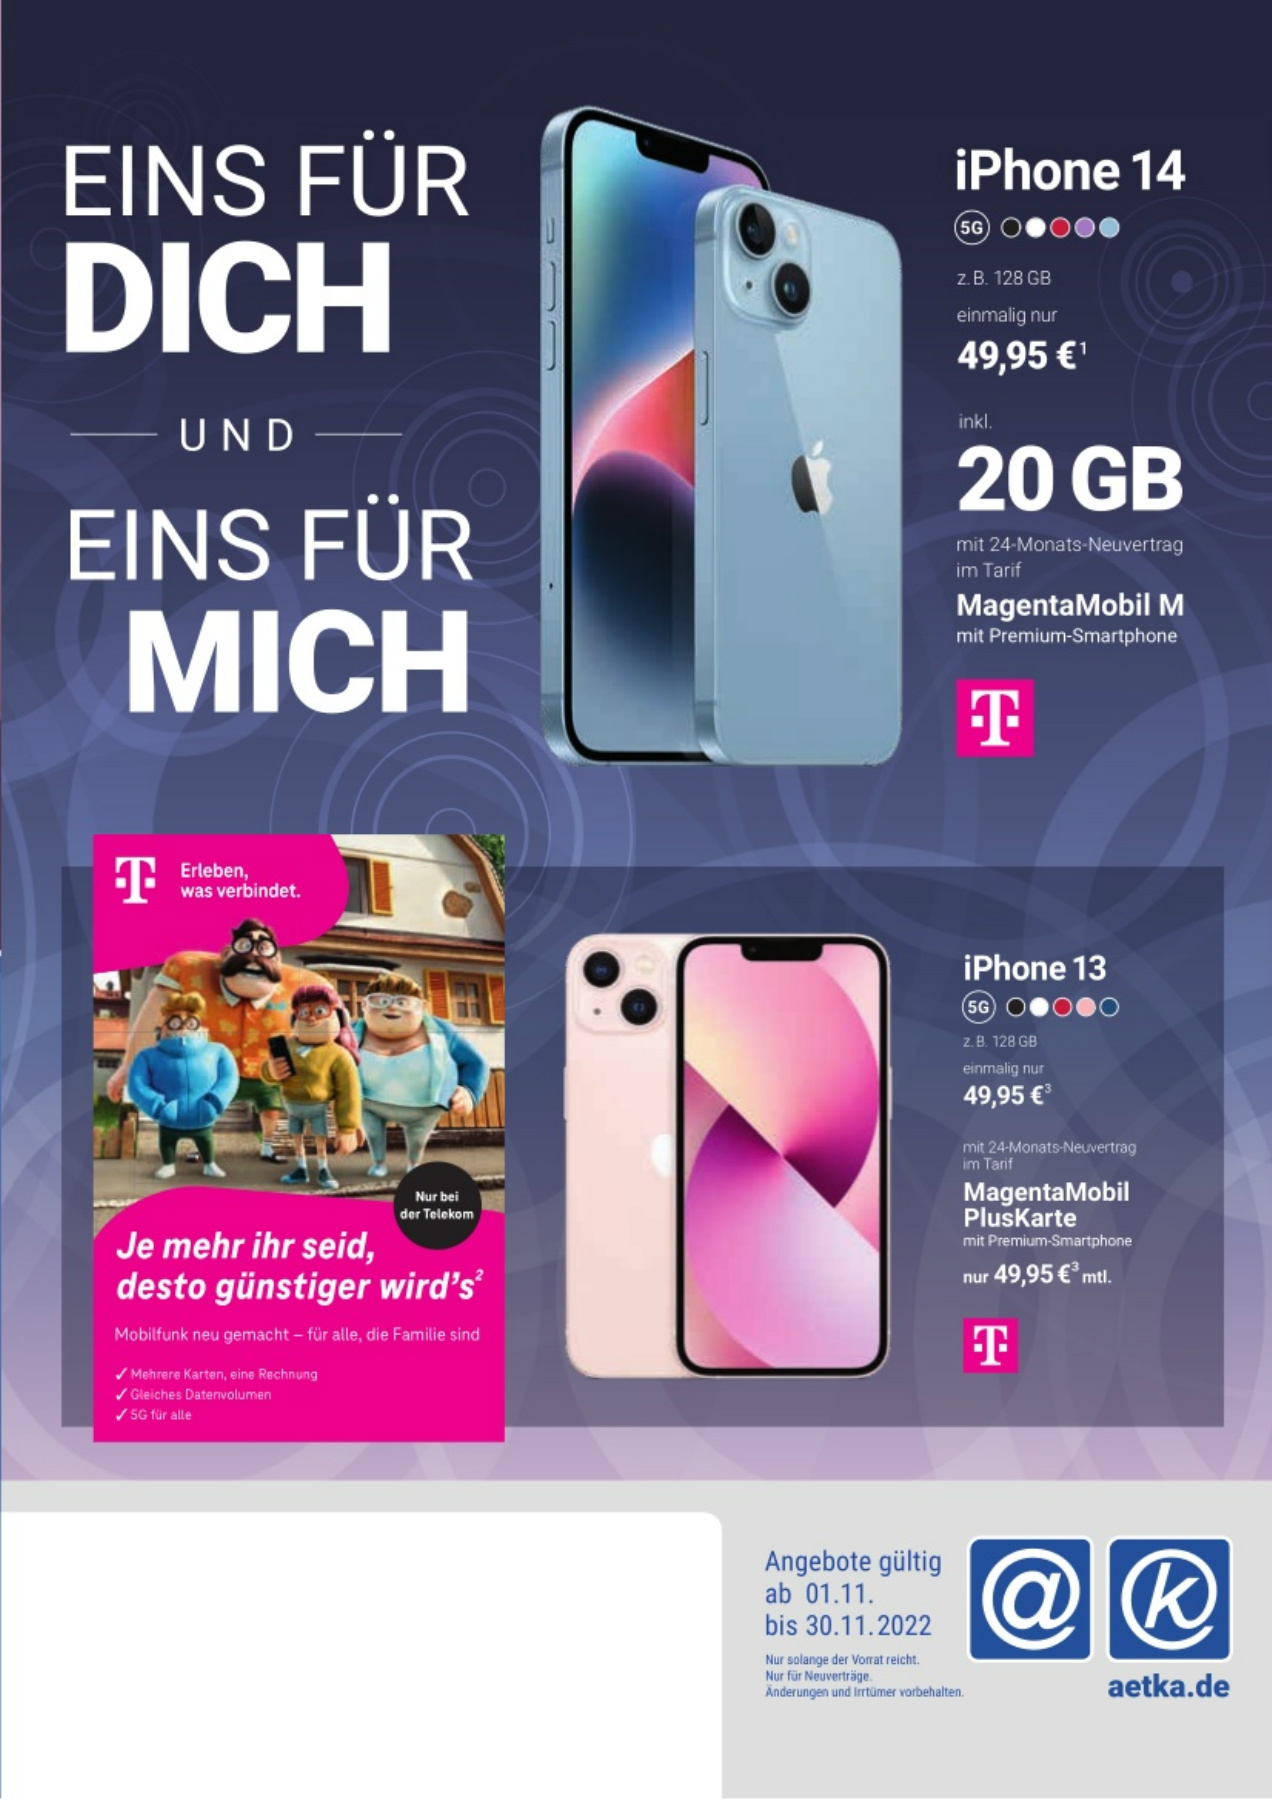 EINS FÜR
DICH
UND
EINS FÜR
MICH
iPhone 14
5G
z. B. 128 GB
einmalig nur
49,95 €¹
inkl.
20 GB
mit 24-Monats-Neuvertrag
im Tarif
MagentaMobil M
mit Premium-Smartphone
T
T
Erleben,
was verbindet.
Nur bei
der Telekom
Je mehr ihr seid,
desto günstiger wird's²
Mobilfunk neu gemacht – für alle, die Familie sind
✓ Mehrere Karten, eine Rechnung
✓ Gleiches Datenvolumen
✓ 5G für alle
iPhone 13
5G
z. B. 128 GB
einmalig nur
49,95 €³
mit 24-Monats-Neuvertrag
im Tarif
MagentaMobil
PlusKarte
mit Premium-Smartphone
nur 49,95 €³ mtl.
T
Angebote gültig
ab 01.11.
bis 30.11.2022
Nur solange der Vorrat reicht.
Nur für Neuverträge.
Änderungen und Irrtümer vorbehalten.
@ k
aetka.de